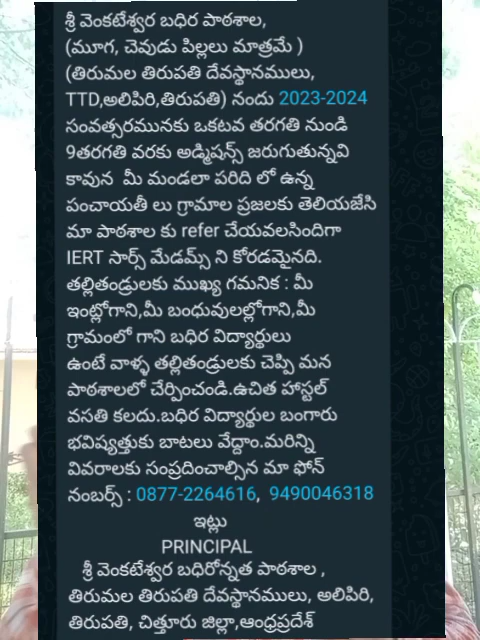 శ్రీ వెంకటేశ్వర బధిర పాఠశాల,
(మూగ, చెవుడు పిల్లలు మాత్రమే )
(తిరుమల తిరుపతి దేవస్థానములు,
TTD,అలిపిరి,తిరుపతి) నందు 2023-2024
సంవత్సరమునకు ఒకటవ తరగతి నుండి
9తరగతి వరకు అడ్మిషన్స్ జరుగుతున్నవి
కావున మీ మండలా పరిది లో ఉన్న
పంచాయతీ లు గ్రామాల ప్రజలకు తెలియజేసి
మా పాఠశాల కు refer చేయవలసిందిగా
IERT సార్స్ మేడమ్స్ ని కోరడమైనది.
తల్లితండ్రులకు ముఖ్య గమనిక : మీ
ఇంట్లోగాని,మీ బంధువులల్లోగాని,మీ
గ్రామంలో గాని బధిర విద్యార్థులు
ఉంటే వాళ్ళ తల్లితండ్రులకు చెప్పి మన
పాఠశాలలో చేర్పించండి.ఉచిత హాస్టల్
వసతి కలదు.బధిర విద్యార్థుల బంగారు
భవిష్యత్తుకు బాటలు వేద్దాం.మరిన్ని
వివరాలకు సంప్రదించాల్సిన మా ఫోన్
నంబర్స్ : 0877-2264616, 9490046318
ఇట్లు
PRINCIPAL
శ్రీ వెంకటేశ్వర బధిరోన్నత పాఠశాల ,
తిరుమల తిరుపతి దేవస్థానములు, అలిపిరి,
తిరుపతి, చిత్తూరు జిల్లా,ఆంధ్రప్రదేశ్